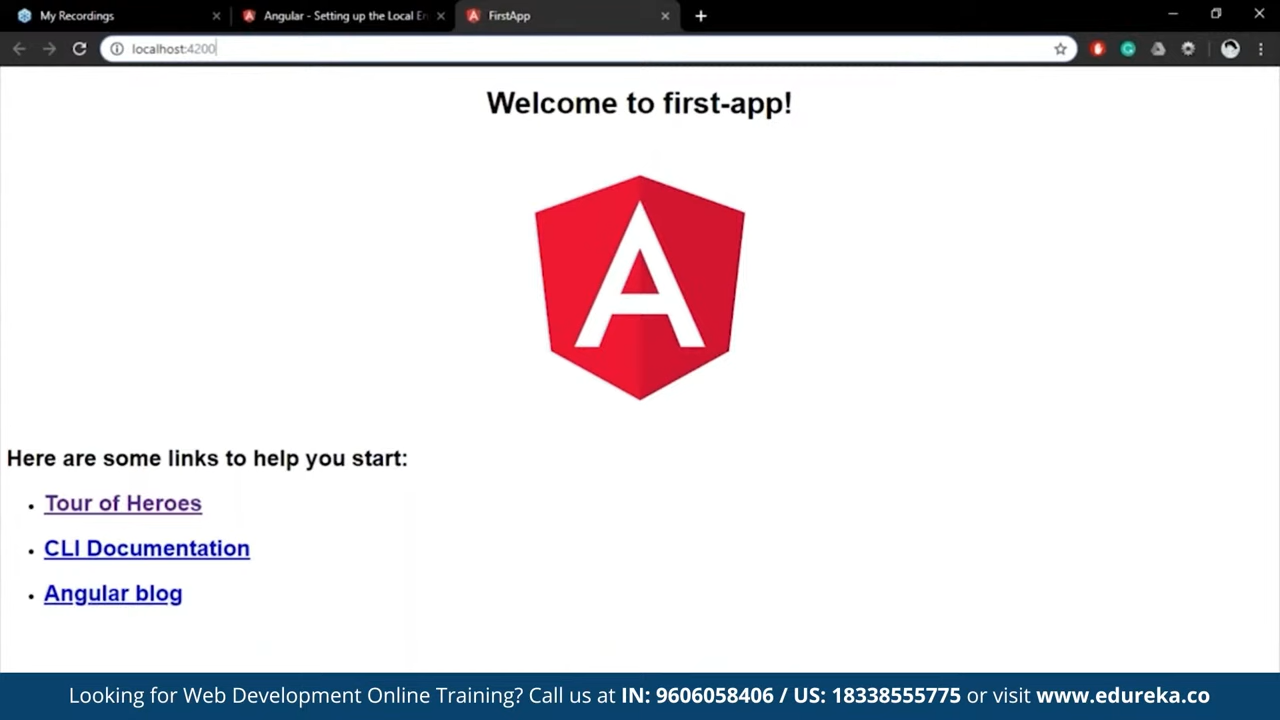 My Recordings
Angular - Setting up the Local En
FirstApp
localhost:4200
Welcome to first-app!
A
Here are some links to help you start:
• Tour of Heroes
• CLI Documentation
• Angular blog
Looking for Web Development Online Training? Call us at IN: 9606058406 / US: 18338555775 or visit www.edureka.co